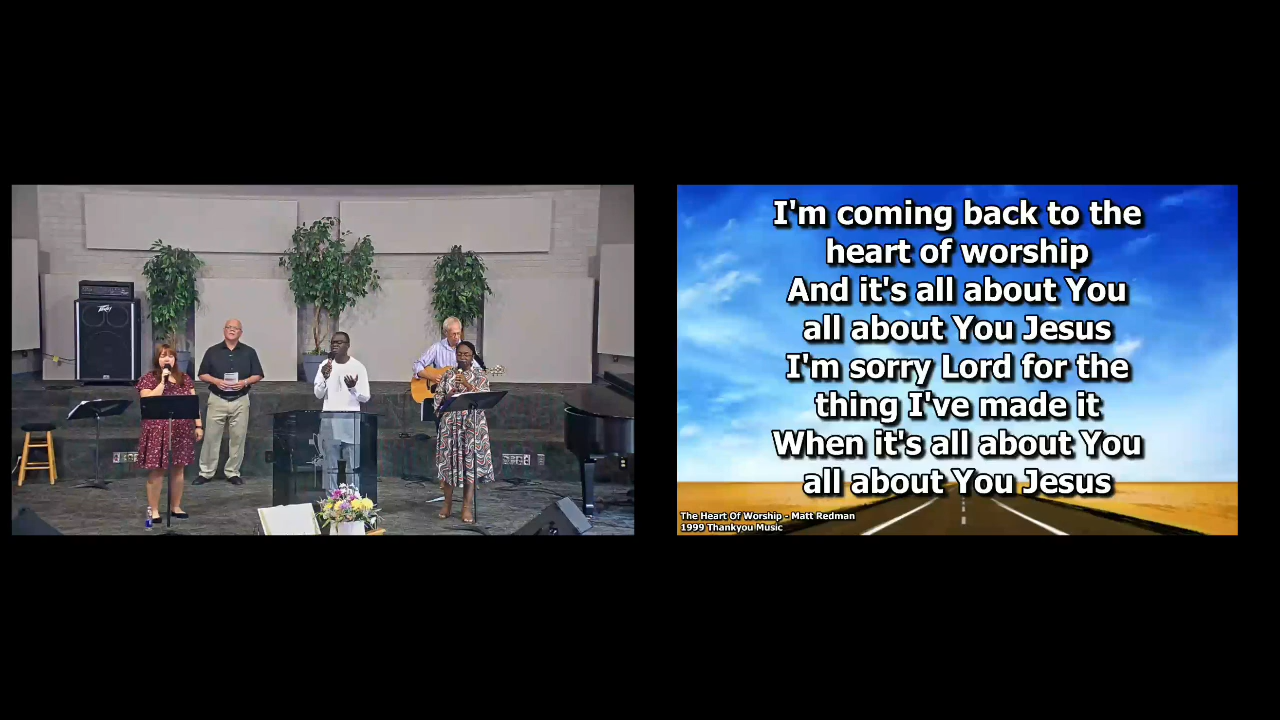 PEAVEY
I'm coming back to the
heart of worship
And it's all about You
all about You Jesus
I'm sorry Lord for the
thing I've made it
When it's all about You
all about You Jesus
The Heart Of Worship - Matt Redman
1999 Thankyou Music